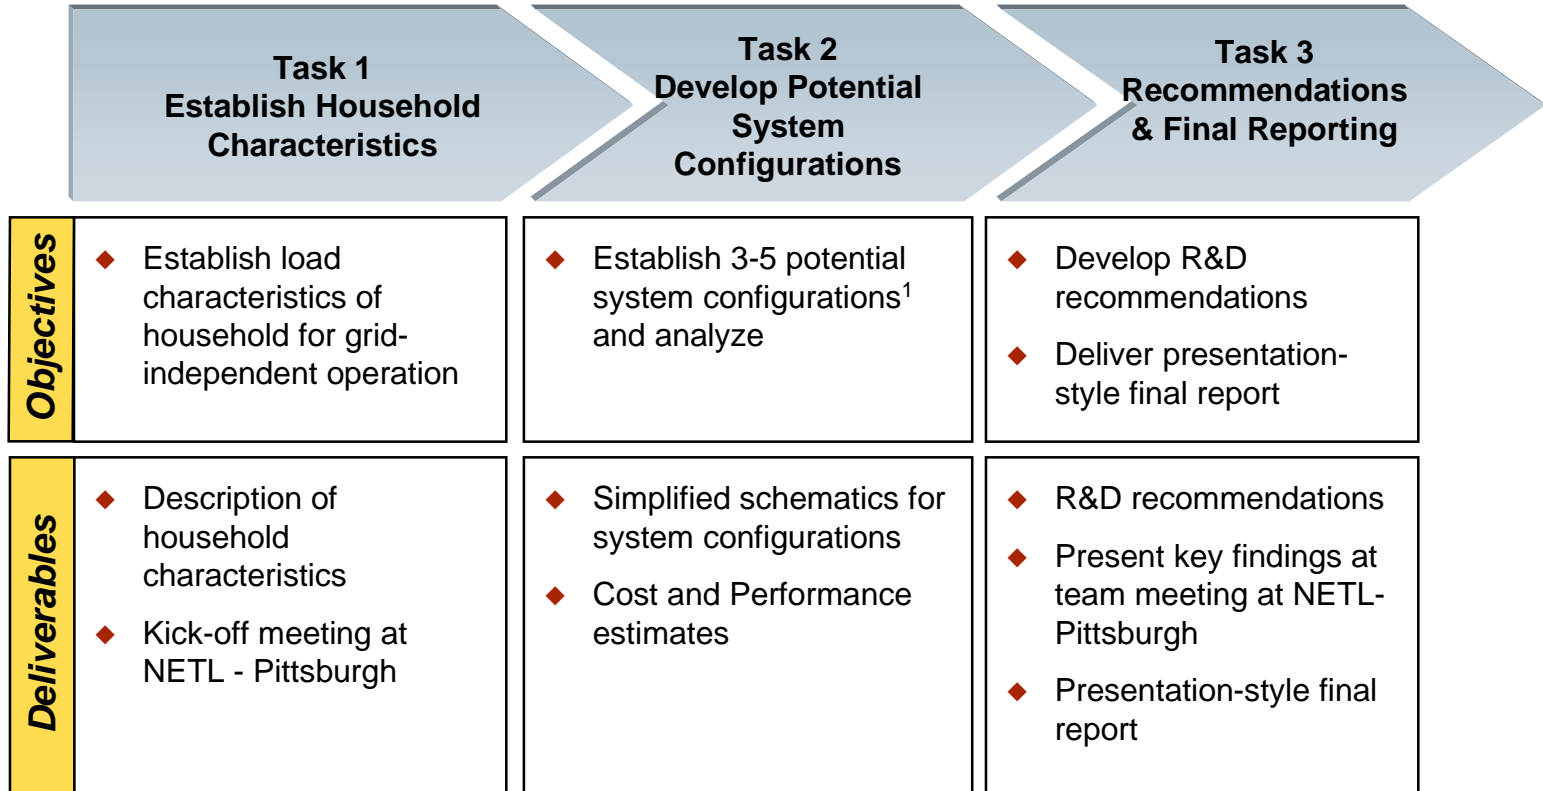 Task 1
Establish Household
Characteristics
Task 2
Develop Potential
System
Configurations
Task 3
Recommendations
& Final Reporting
Objectives
◆ Establish load
characteristics of
household for grid-
independent operation
◆ Establish 3-5 potential
system configurations¹
and analyze
◆ Develop R&D
recommendations
◆ Deliver presentation-
style final report
Deliverables
◆ Description of
household
characteristics
◆ Kick-off meeting at
NETL - Pittsburgh
◆ Simplified schematics for
system configurations
◆ Cost and Performance
estimates
◆ R&D recommendations
◆ Present key findings at
team meeting at NETL-
Pittsburgh
◆ Presentation-style final
report